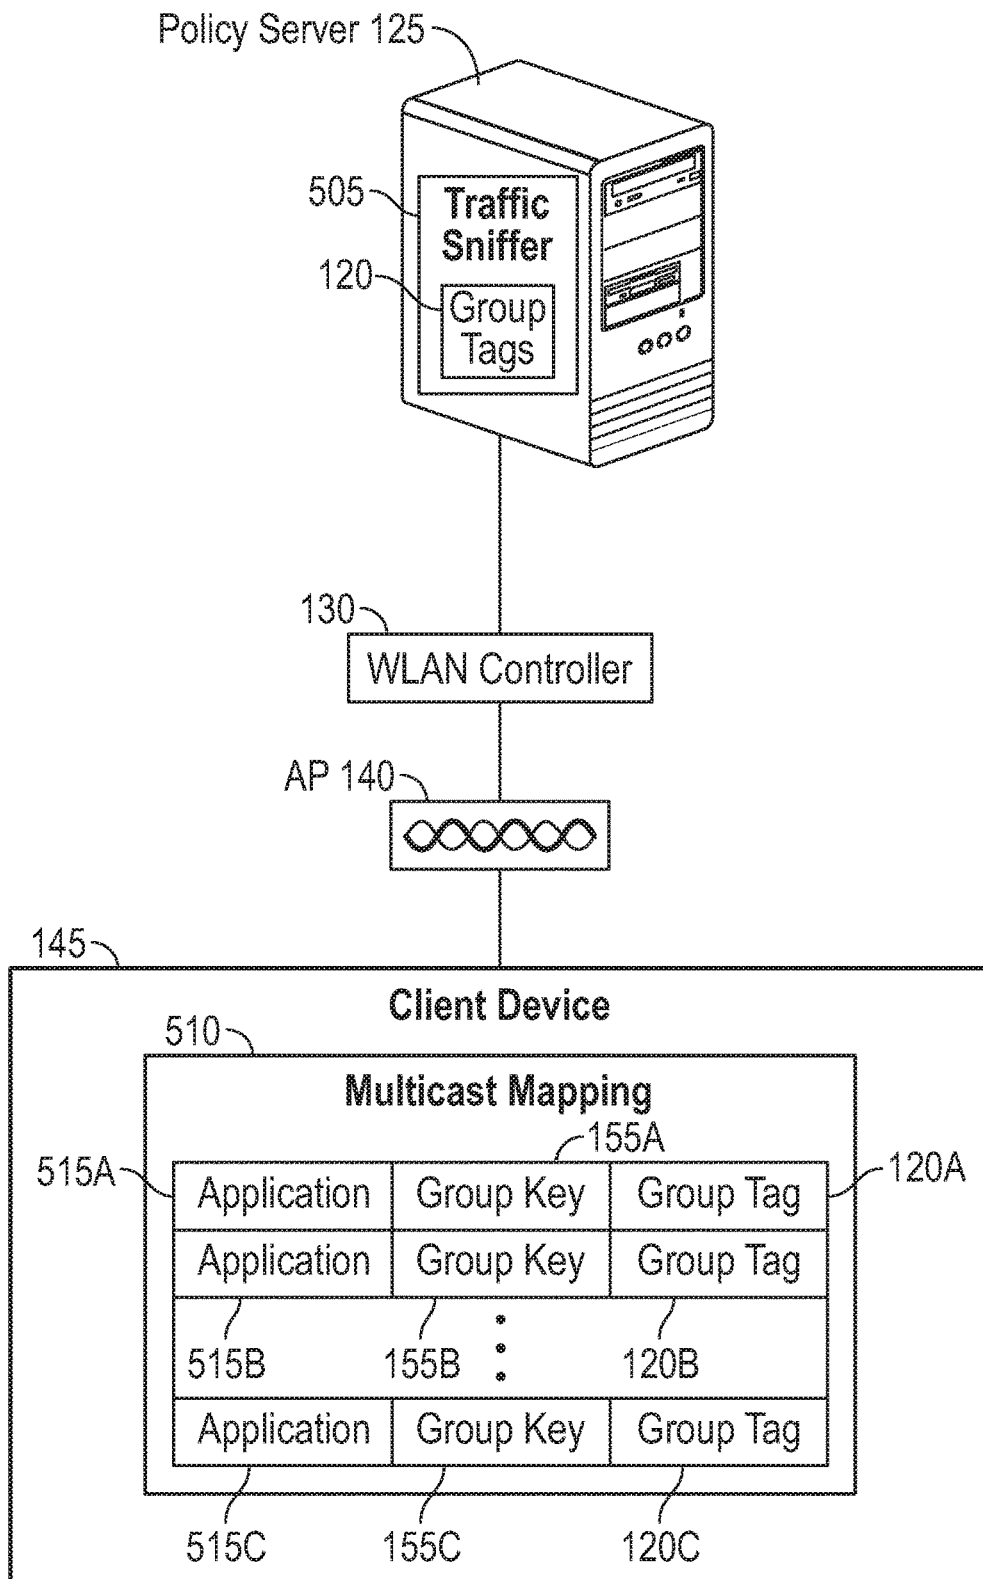 Policy Server 125
505
Traffic
Sniffer
120
Group
Tags
130
WLAN Controller
AP 140
145
Client Device
510
Multicast Mapping
155A
515A
120A
Application Group Key Group Tag
Application Group Key Group Tag
515B 155B 120B
Application Group Key Group Tag
515C 155C 120C